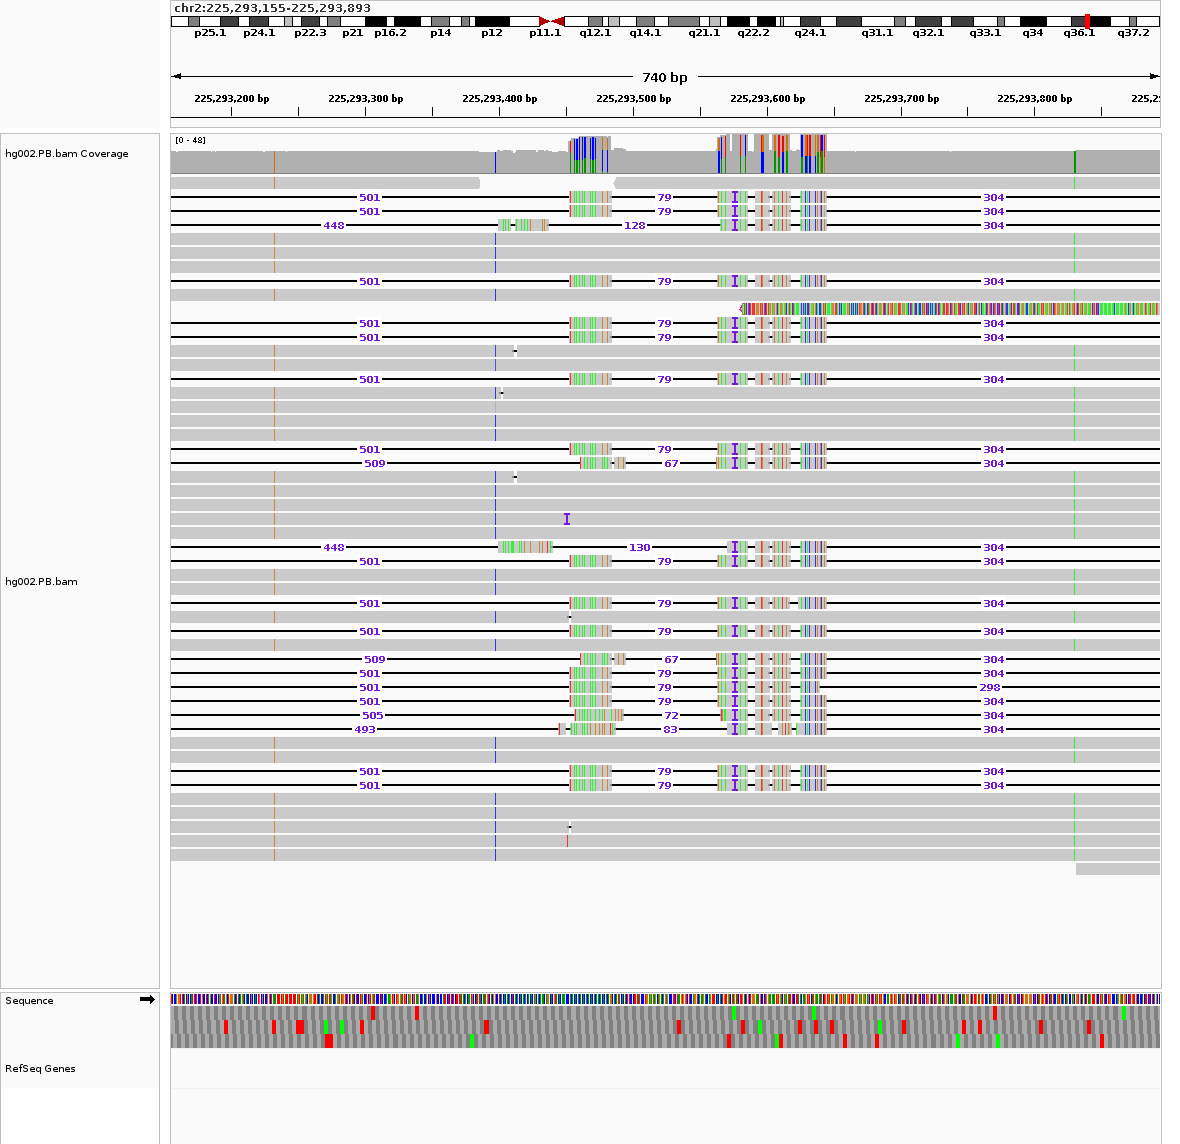 chr2:225,293,155-225,293,893
p25.1 p24.1 p22.3 p21 p16.2 p14 p12 p11.1 q12.1 q14.1 q21.1 q22.2 q24.1 q31.1 q32.1 q33.1 q34 q36.1 q37.2
740 bp
225,293,200 bp 225,293,300 bp 225,293,400 bp 225,293,500 bp 225,293,600 bp 225,293,700 bp 225,293,800 bp
[0 - 48]
hg002.PB.bam Coverage
501 79 304
501 79 304
448 128 304
501 79 304
501 79 304
501 79 304
501 79 304
501 79 304
509 67 304
448 130 304
501 79 304
hg002.PB.bam
501 79 304
501 79 304
509 67 304
501 79 304
501 79 298
501 79 304
505 72 304
493 83 304
501 79 304
501 79 304
Sequence
RefSeq Genes